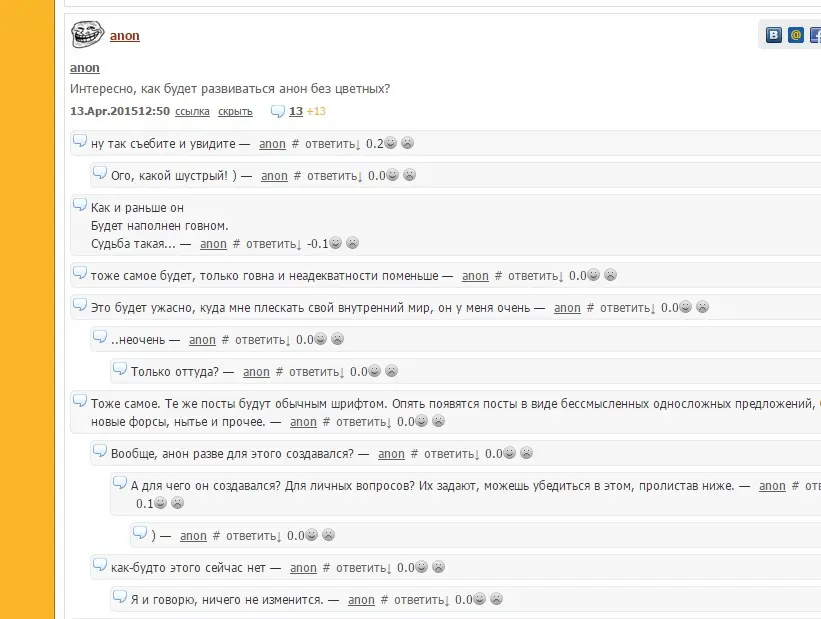 anon
anon
Интересно, как будет развиваться анон без цветных?
13.Apr.201512:50 ссылка скрыть 13 +13
ну так съебите и увидите — anon # ответить↓ 0.2
Ого, какой шустрый! ) — anon # ответить↓ 0.0
Как и раньше он
Будет наполнен говном.
Судьба такая... — anon # ответить↓ -0.1
тоже самое будет, только говна и неадекватности поменьше — anon # ответить↓ 0.0
Это будет ужасно, куда мне плескать свой внутренний мир, он у меня очень — anon # ответить↓ 0.0
..неочень — anon # ответить↓ 0.0
Только оттуда? — anon # ответить↓ 0.0
Тоже самое. Те же посты будут обычным шрифтом. Опять появятся посты в виде бессмысленных односложных предложений,
новые форсы, нытье и прочее. — anon # ответить↓ 0.0
Вообще, анон разве для этого создавался? — anon # ответить↓ 0.0
А для чего он создавался? Для личных вопросов? Их задают, можешь убедиться в этом, пролистав ниже. — anon # отв
0.1
) — anon # ответить↓ 0.0
как-будто этого сейчас нет — anon # ответить↓ 0.0
Я и говорю, ничего не изменится. — anon # ответить↓ 0.0